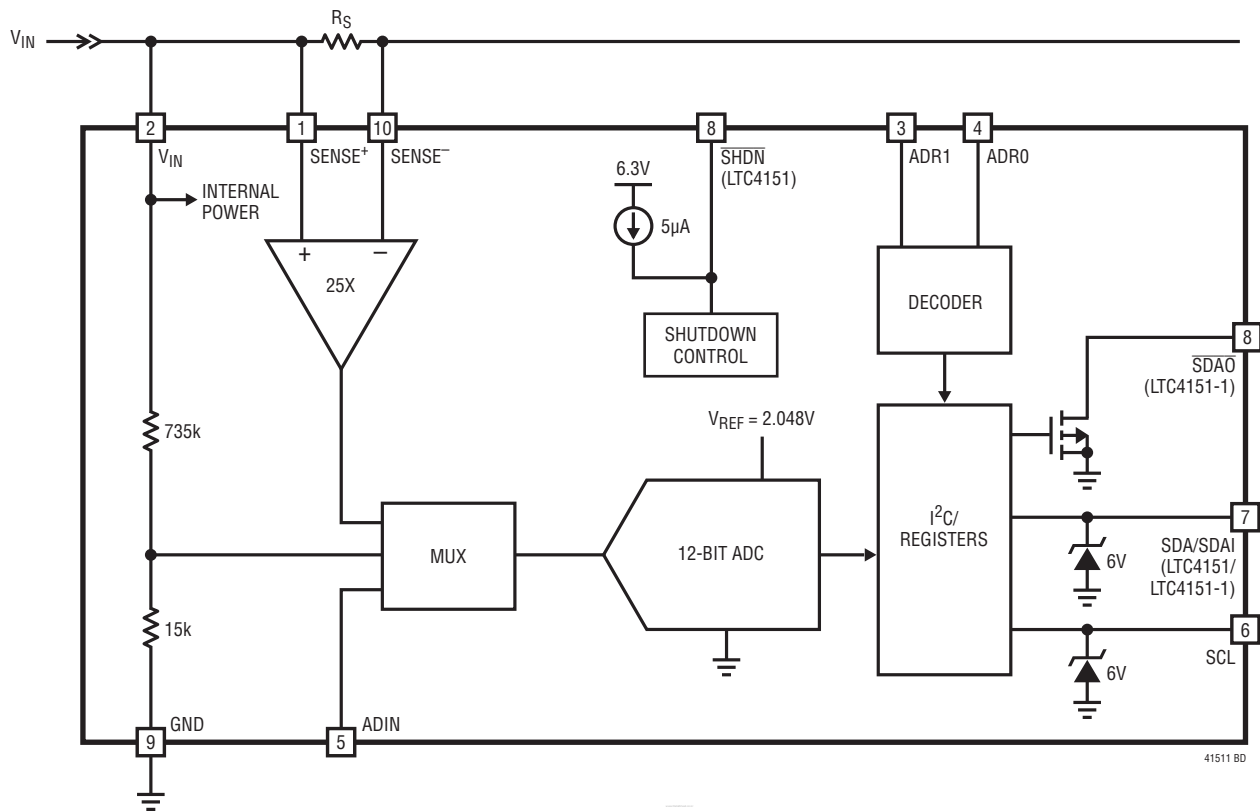 R_S
V_IN
2
1
10
8
3
4
V_IN
SENSE⁺
SENSE⁻
S̅H̅D̅N̅
(LTC4151)
ADR1
ADR0
INTERNAL
POWER
6.3V
5µA
+
−
25X
DECODER
SHUTDOWN
CONTROL
8
S̅D̅A̅O̅
(LTC4151-1)
735k
V_REF = 2.048V
MUX
12-BIT ADC
I²C/
REGISTERS
7
SDA/SDAI
(LTC4151/
LTC4151-1)
6V
15k
6
SCL
6V
GND
9
ADIN
5
41511 BD